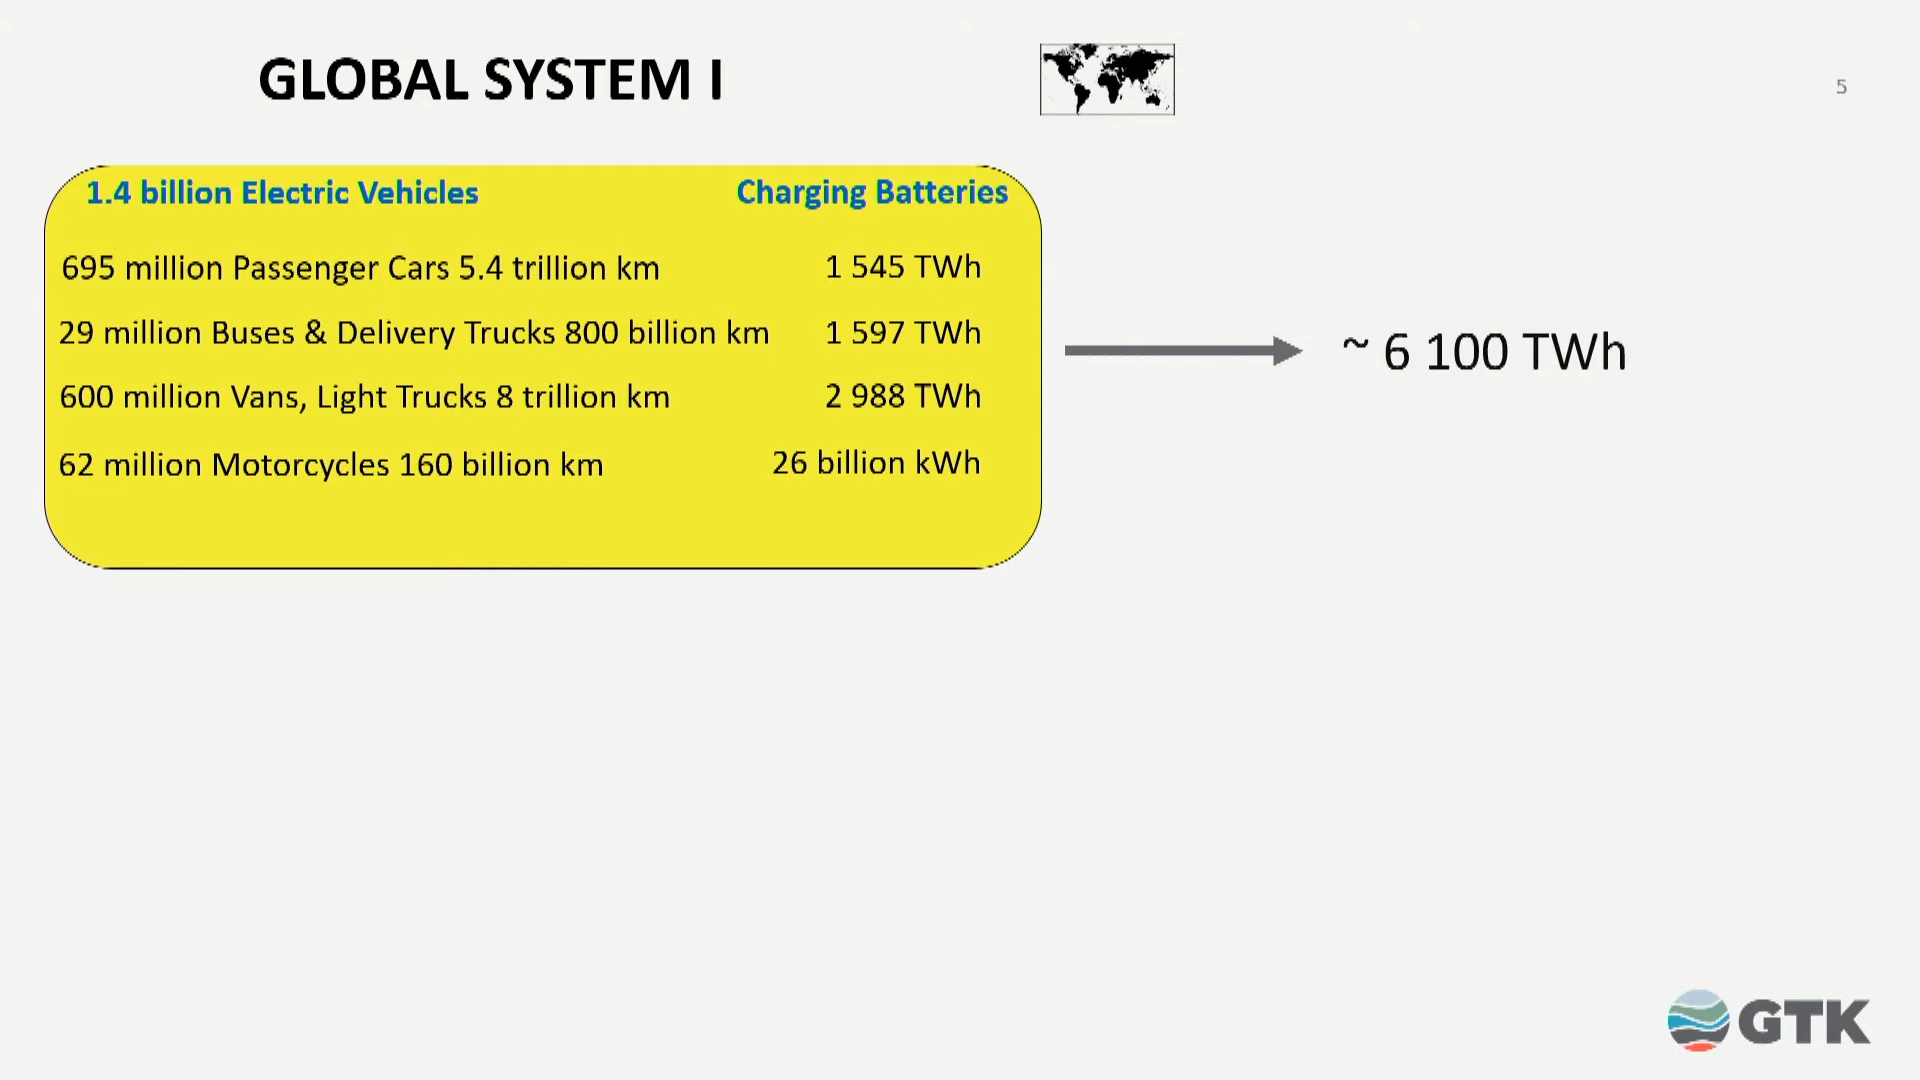 GLOBAL SYSTEM I
5
1.4 billion Electric Vehicles Charging Batteries
695 million Passenger Cars 5.4 trillion km 1 545 TWh
29 million Buses & Delivery Trucks 800 billion km 1 597 TWh
600 million Vans, Light Trucks 8 trillion km 2 988 TWh
62 million Motorcycles 160 billion km 26 billion kWh
~ 6 100 TWh
GTK